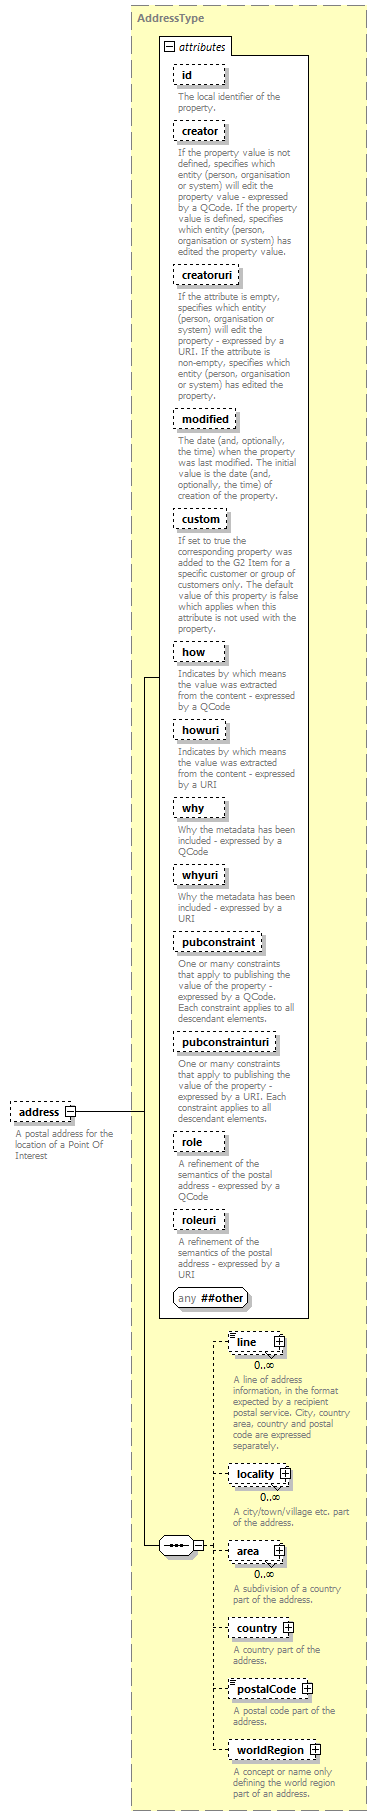 AddressType
attributes
id
The local identifier of the
property.
creator
If the property value is not
defined, specifies which
entity (person, organisation
or system) will edit the
property value - expressed
by a QCode. If the property
value is defined, specifies
which entity (person,
organisation or system) has
edited the property value.
creatoruri
If the attribute is empty,
specifies which entity
(person, organisation or
system) will edit the
property - expressed by a
URI. If the attribute is
non-empty, specifies which
entity (person, organisation
or system) has edited the
property.
modified
The date (and, optionally,
the time) when the property
was last modified. The initial
value is the date (and,
optionally, the time) of
creation of the property.
custom
If set to true the
corresponding property was
added to the G2 Item for a
specific customer or group of
customers only. The default
value of this property is false
which applies when this
attribute is not used with the
property.
how
Indicates by which means
the value was extracted
from the content - expressed
by a QCode
howuri
Indicates by which means
the value was extracted
from the content - expressed
by a URI
why
Why the metadata has been
included - expressed by a
QCode
whyuri
Why the metadata has been
included - expressed by a
URI
pubconstraint
One or many constraints
that apply to publishing the
value of the property -
expressed by a QCode.
Each constraint applies to all
descendant elements.
pubconstrainturi
One or many constraints
that apply to publishing the
value of the property -
expressed by a URI. Each
constraint applies to all
descendant elements.
address
A postal address for the
location of a Point Of
Interest
role
A refinement of the
semantics of the postal
address - expressed by a
QCode
roleuri
A refinement of the
semantics of the postal
address - expressed by a
URI
any ##other
line
0..∞
A line of address
information, in the format
expected by a recipient
postal service. City, country
area, country and postal
code are expressed
separately.
locality
0..∞
A city/town/village etc. part
of the address.
area
0..∞
A subdivision of a country
part of the address.
country
A country part of the
address.
postalCode
A postal code part of the
address.
worldRegion
A concept or name only
defining the world region
part of an address.